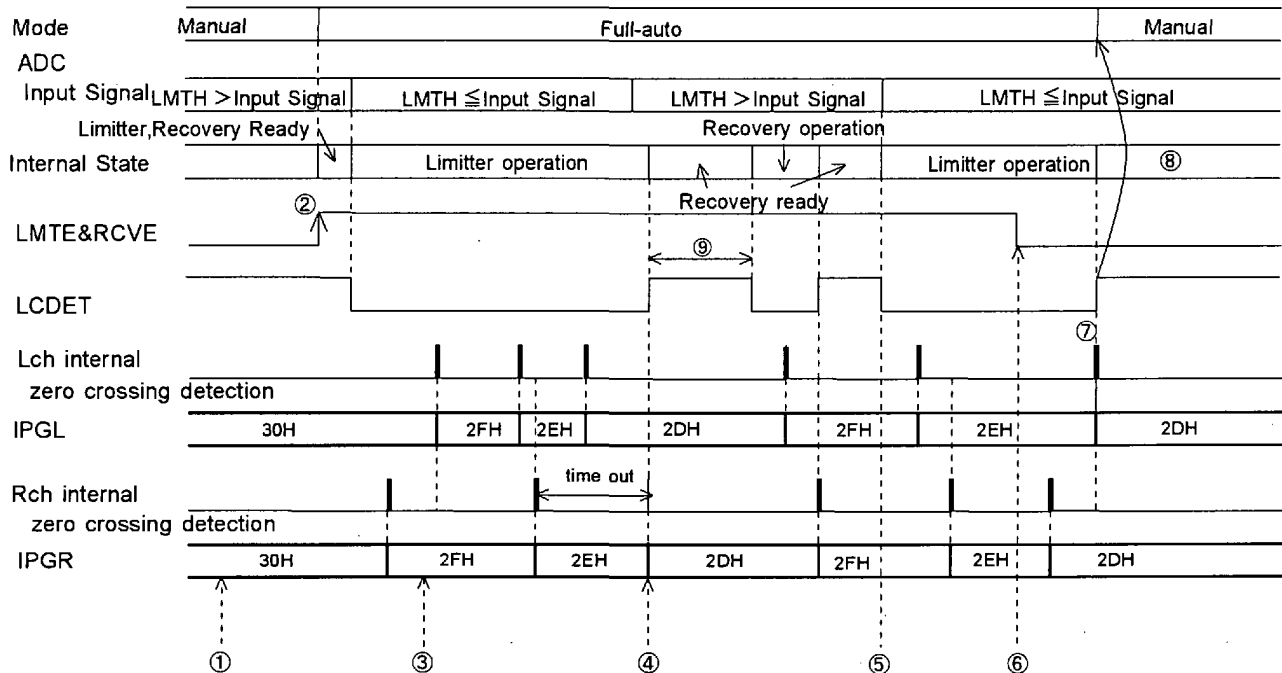 Mode Manual Full-auto Manual
ADC
Input Signal LMTH >Input Signal LMTH ≦Input Signal LMTH >Input Signal LMTH ≦Input Signal
Limitter,Recovery Ready Recovery operation
Internal State Limitter operation Limitter operation ⑧
Recovery ready
②
LMTE&RCVE
⑨
LCDET
⑦
Lch internal
zero crossing detection
IPGL 30H 2FH 2EH 2DH 2FH 2EH 2DH
time out
Rch internal
zero crossing detection
IPGR 30H 2FH 2EH 2DH 2FH 2EH 2DH
① ③ ④ ⑤ ⑥